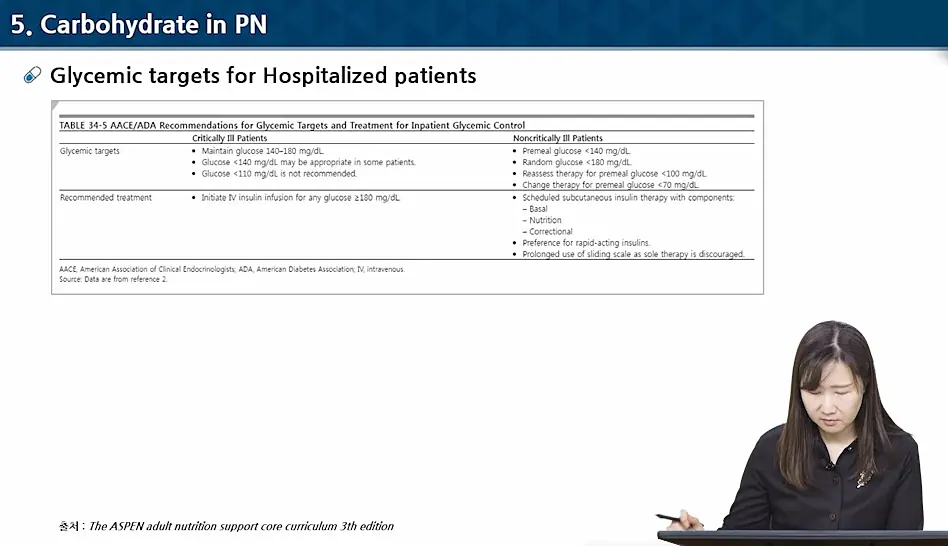 5. Carbohydrate in PN
Glycemic targets for Hospitalized patients
TABLE 34-5 AACE/ADA Recommendations for Glycemic Targets and Treatment for Inpatient Glycemic Control
Critically Ill Patients Noncritically Ill Patients
Glycemic targets • Maintain glucose 140–180 mg/dL. • Premeal glucose <140 mg/dL.
• Glucose <140 mg/dL may be appropriate in some patients. • Random glucose <180 mg/dL.
• Glucose <110 mg/dL is not recommended. • Reassess therapy for premeal glucose <100 mg/dL.
• Change therapy for premeal glucose <70 mg/dL.
Recommended treatment • Initiate IV insulin infusion for any glucose ≥180 mg/dL. • Scheduled subcutaneous insulin therapy with components:
– Basal
– Nutrition
– Correctional
• Preference for rapid-acting insulins.
• Prolonged use of sliding scale as sole therapy is discouraged.
AACE, American Association of Clinical Endocrinologists; ADA, American Diabetes Association; IV, intravenous.
Source: Data are from reference 2.
출처 : The ASPEN adult nutrition support core curriculum 3th edition